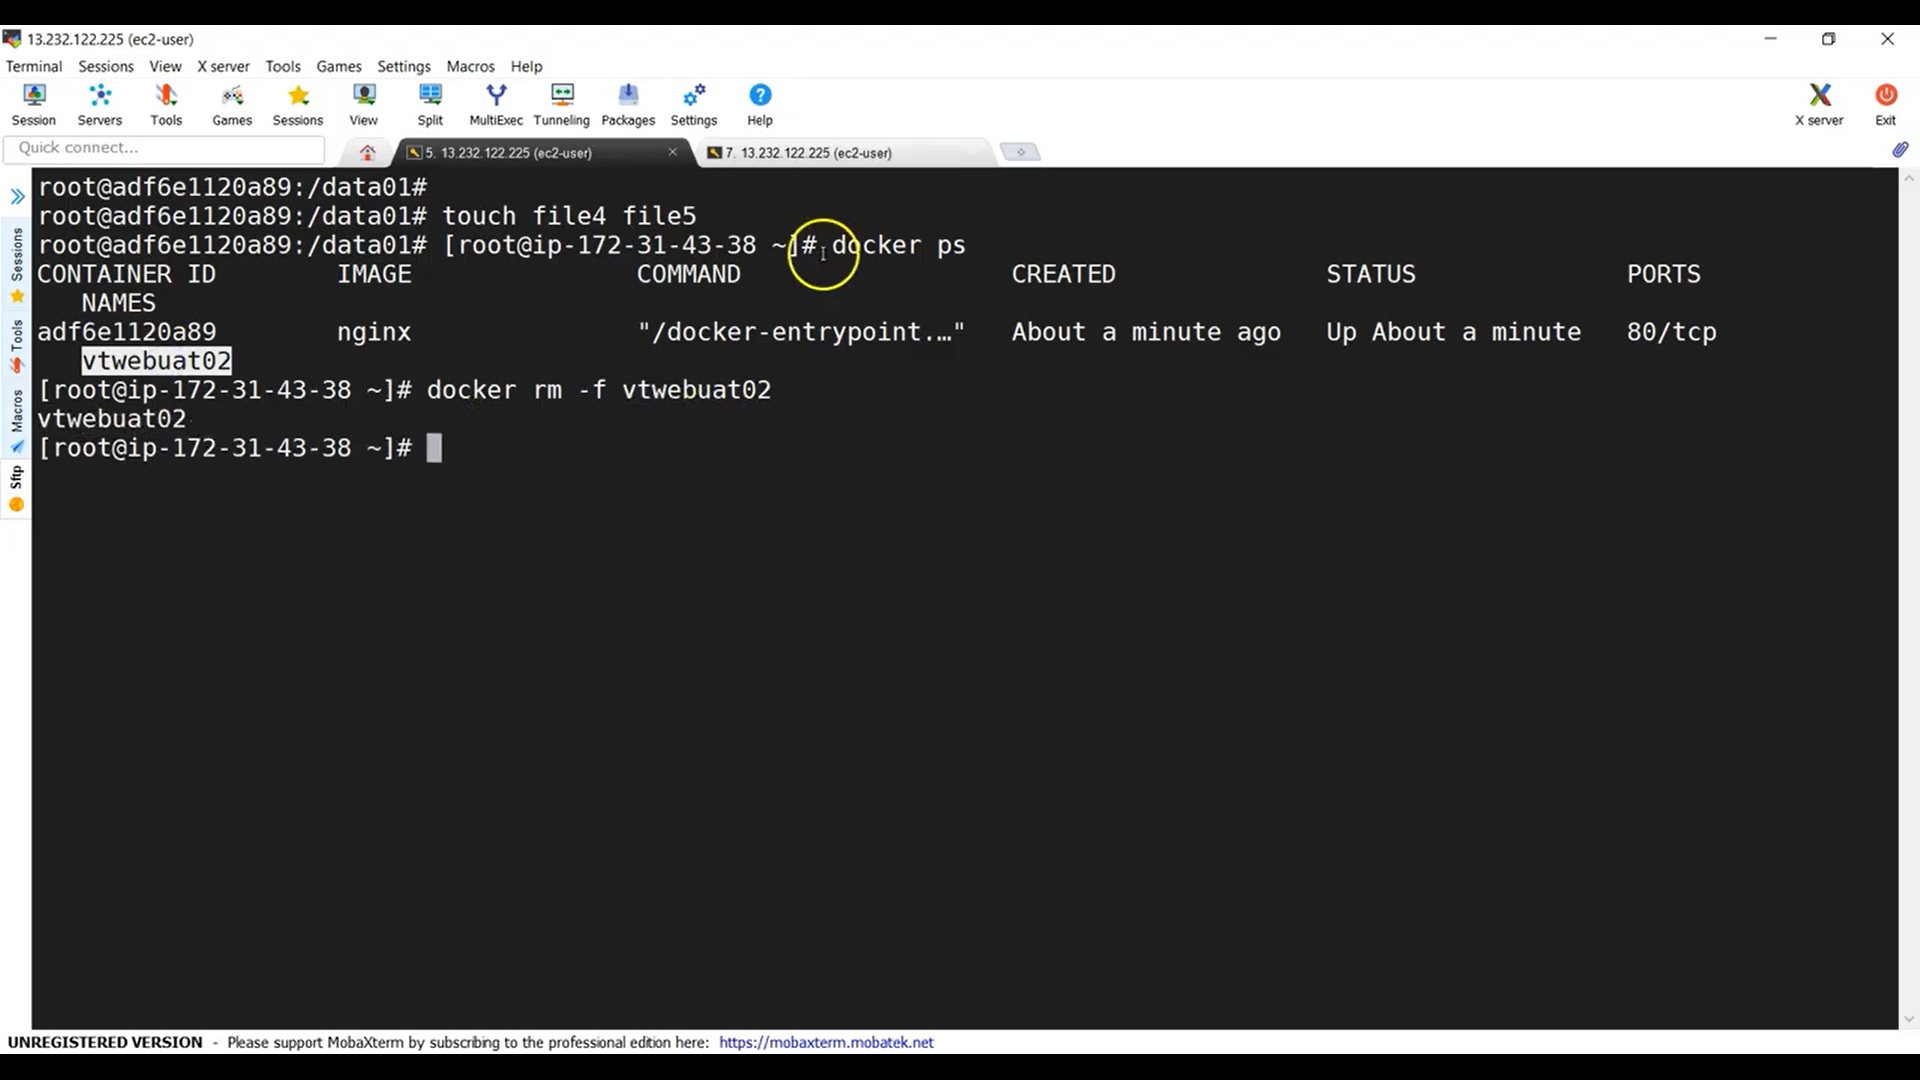 13.232.122.225 (ec2-user)
Terminal Sessions View X server Tools Games Settings Macros Help
Session Servers Tools Games Sessions View Split MultiExec Tunneling Packages Settings Help X server Exit
Quick connect...
5. 13.232.122.225 (ec2-user)
7. 13.232.122.225 (ec2-user)
Sessions
Tools
Macros
Sftp
root@adf6e1120a89:/data01#
root@adf6e1120a89:/data01# touch file4 file5
root@adf6e1120a89:/data01# [root@ip-172-31-43-38 ~]# docker ps
CONTAINER ID IMAGE COMMAND CREATED STATUS PORTS
NAMES
adf6e1120a89 nginx "/docker-entrypoint.…" About a minute ago Up About a minute 80/tcp
vtwebuat02
[root@ip-172-31-43-38 ~]# docker rm -f vtwebuat02
vtwebuat02
[root@ip-172-31-43-38 ~]#
UNREGISTERED VERSION - Please support MobaXterm by subscribing to the professional edition here: https://mobaxterm.mobatek.net